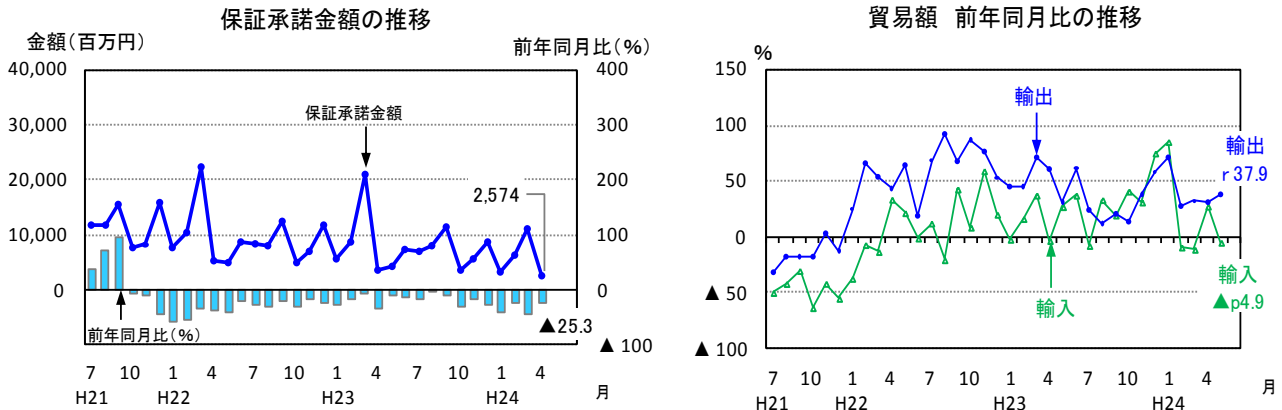 保証承諾金額の推移
金額(百万円)
前年同月比(%)
40,000
400
30,000
300
保証承諾金額
20,000
200
2,574
10,000
100
0
0
前年同月比(%)
▲25.3
▲ 100
7 10 1 4 7 10 1 4 7 10 1 4
月
H21 H22 H23 H24
貿易額 前年同月比の推移
%
150
輸出
100
輸出
r 37.9
50
0
輸入
▲p4.9
▲ 50
輸入
▲ 100
7 10 1 4 7 10 1 4 7 10 1 4
月
H21 H22 H23 H24